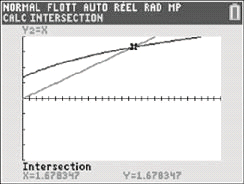 NORMAL FLOTT AUTO RÉEL RAD MP
CALC INTERSECTION
Y2=X
Intersection
X=1.678347 Y=1.678347